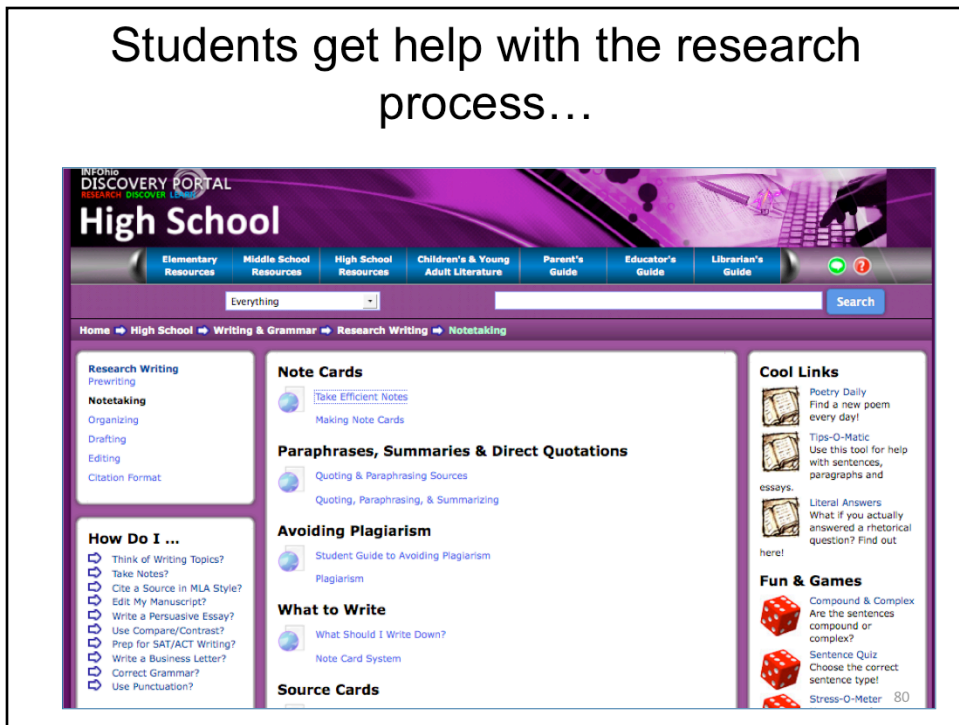 Students get help with the research
process…
INFOhio
DISCOVERY PORTAL
RESEARCH DISCOVER LEARN
High School
Elementary
Resources
Middle School
Resources
High School
Resources
Children's & Young
Adult Literature
Parent's
Guide
Educator's
Guide
Librarian's
Guide
Everything
Search
Home High School Writing & Grammar Research Writing Notetaking
Research Writing
Prewriting
Notetaking
Organizing
Drafting
Editing
Citation Format
How Do I ...
Think of Writing Topics?
Take Notes?
Cite a Source in MLA Style?
Edit My Manuscript?
Write a Persuasive Essay?
Use Compare/Contrast?
Prep for SAT/ACT Writing?
Write a Business Letter?
Correct Grammar?
Use Punctuation?
Note Cards
Take Efficient Notes
Making Note Cards
Paraphrases, Summaries & Direct Quotations
Quoting & Paraphrasing Sources
Quoting, Paraphrasing, & Summarizing
Avoiding Plagiarism
Student Guide to Avoiding Plagiarism
Plagiarism
What to Write
What Should I Write Down?
Note Card System
Source Cards
Cool Links
Poetry Daily
Find a new poem
every day!
Tips-O-Matic
Use this tool for help
with sentences,
paragraphs and
essays.
Literal Answers
What if you actually
answered a rhetorical
question? Find out
here!
Fun & Games
Compound & Complex
Are the sentences
compound or
complex?
Sentence Quiz
Choose the correct
sentence type!
Stress-O-Meter
80